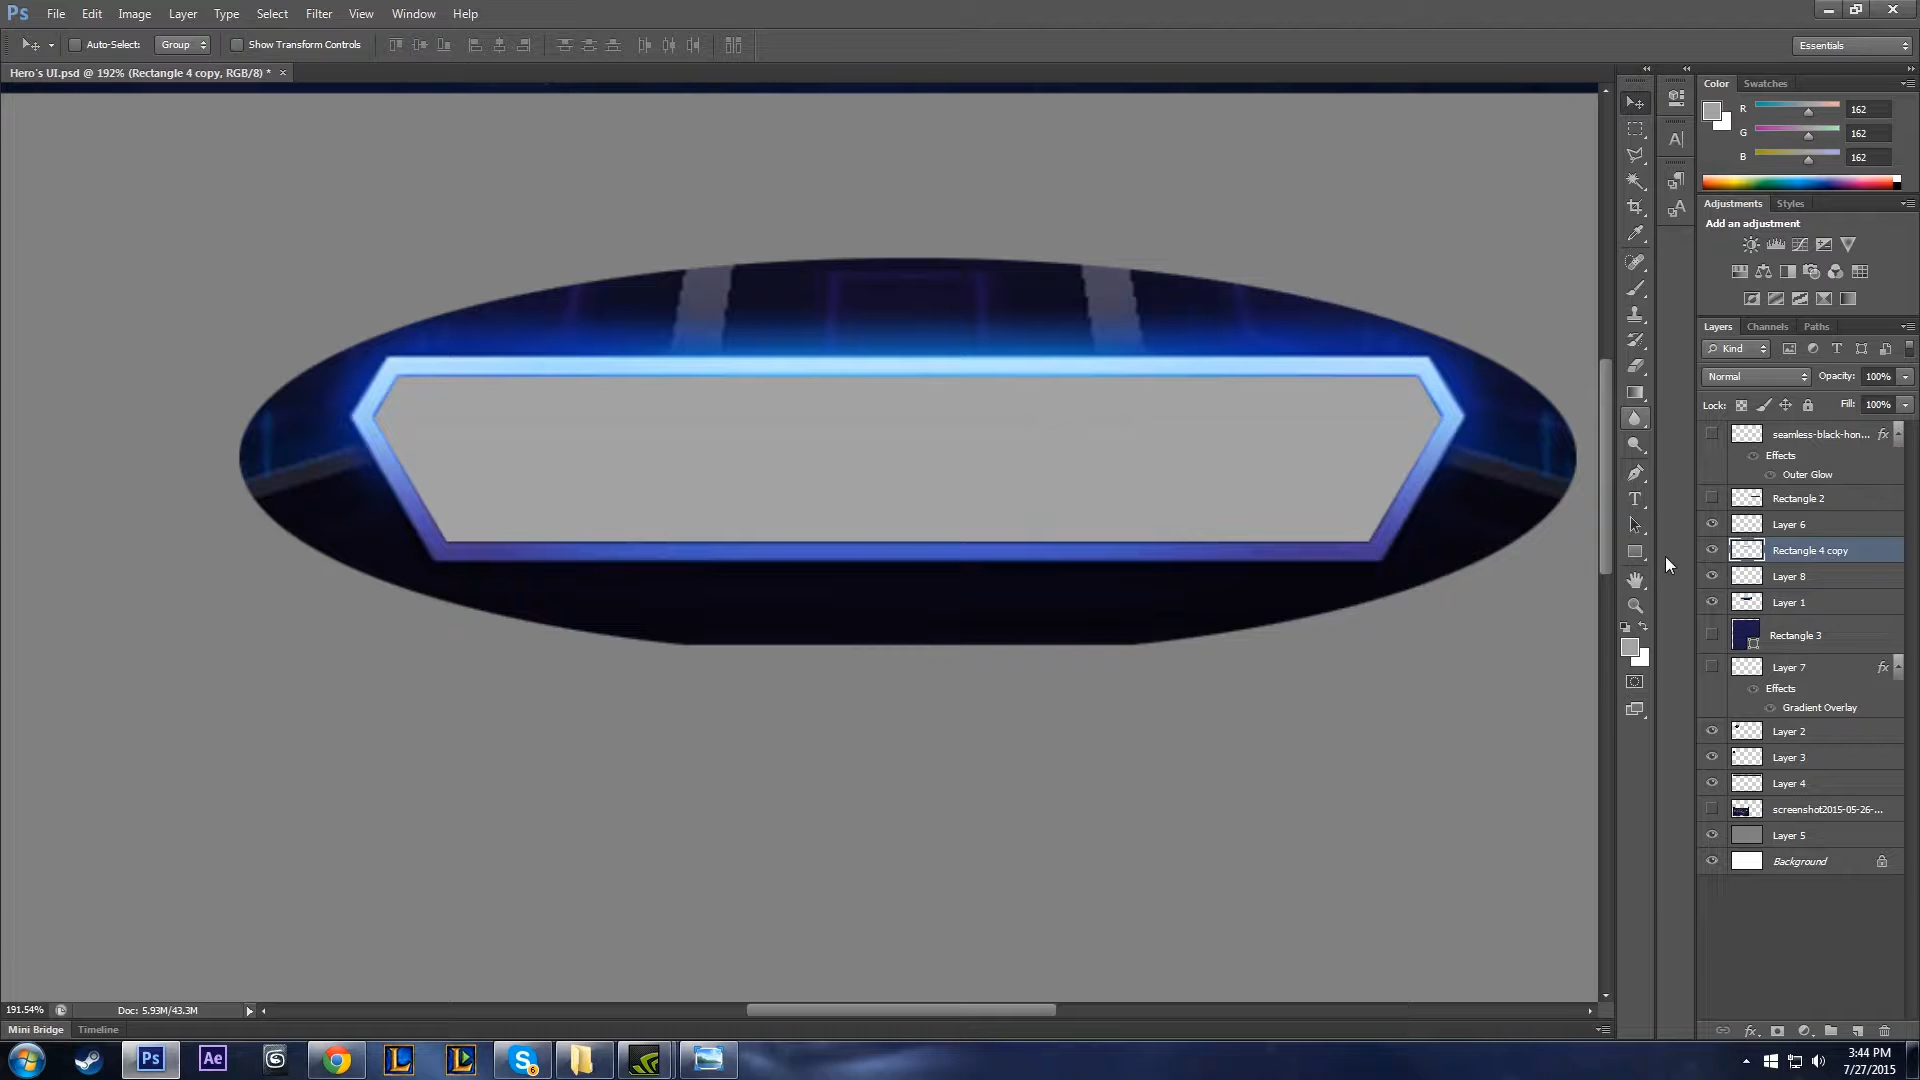 Ps File Edit Image Layer Type Select Filter View Window Help
Auto-Select: Group Show Transform Controls Essentials
Hero's UI.psd @ 192% (Rectangle 4 copy, RGB/8) * ×
Color Swatches
R 162
G 162
B 162
Adjustments Styles
Add an adjustment
Layers Channels Paths
Kind
Normal Opacity: 100%
Lock: Fill: 100%
seamless-black-hon... fx
Effects
Outer Glow
Rectangle 2
Layer 6
Rectangle 4 copy
Layer 8
Layer 1
Rectangle 3
Layer 7 fx
Effects
Gradient Overlay
Layer 2
Layer 3
Layer 4
screenshot2015-05-26-...
Layer 5
Background
191.54% Doc: 5.93M/43.3M
Mini Bridge Timeline
Ps Ae
3:44 PM
7/27/2015